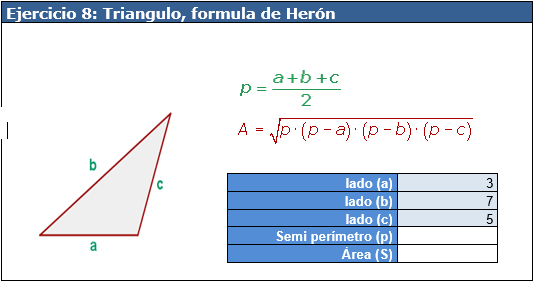 Ejercicio 8: Triangulo, formula de Herón
p = (a+b+c)/2
A = √p·(p−a)·(p−b)·(p−c)
b
c
a
lado (a) 3
lado (b) 7
lado (c) 5
Semi perímetro (p)
Área (S)